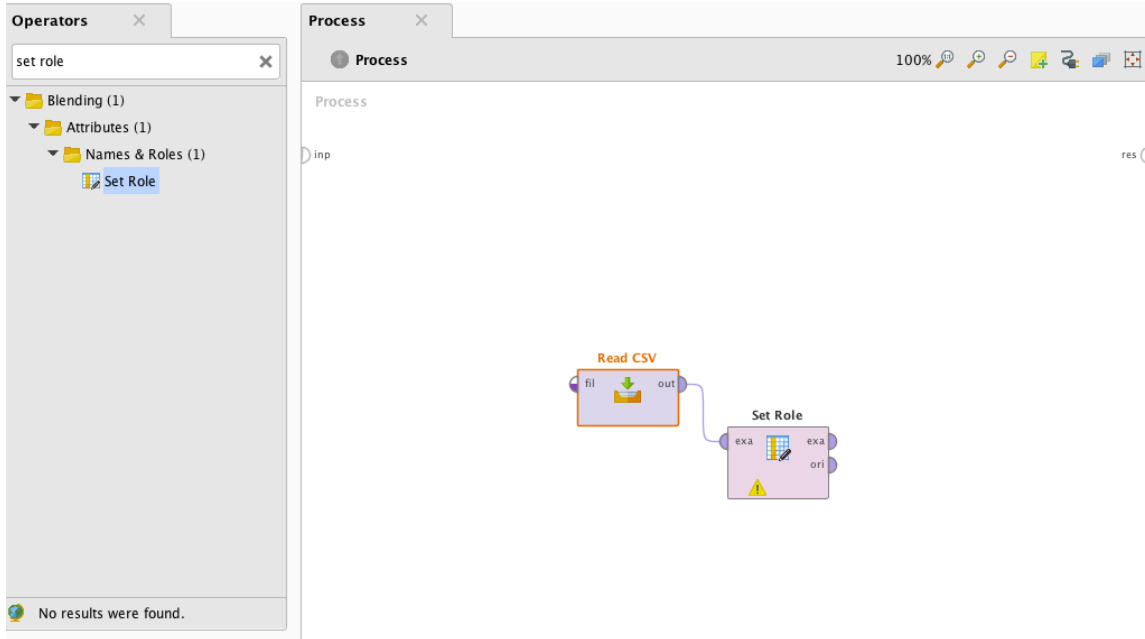 Operators
set role
Blending (1)
Attributes (1)
Names & Roles (1)
Set Role
No results were found.
Process
Process
100%
Process
inp
res
Read CSV
fil
out
Set Role
exa
exa
ori